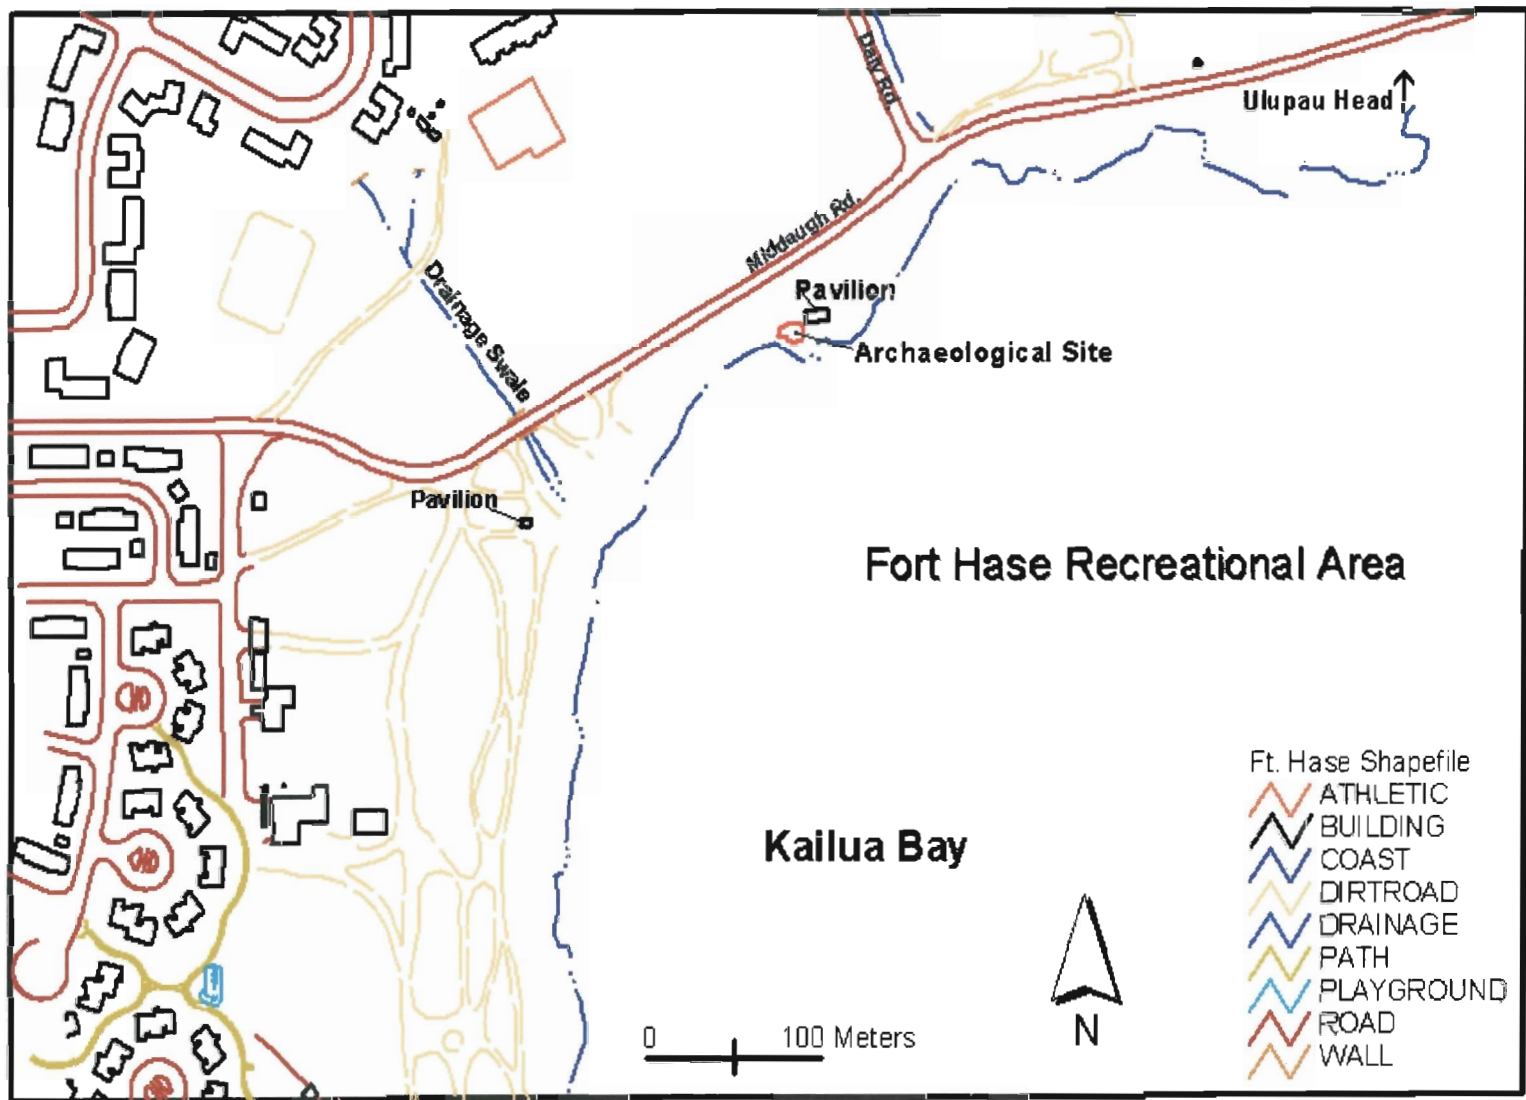 Daly Rd.
Ulupau Head
Middaugh Rd.
Pavilion
Drainage Swale
Archaeological Site
Pavilion
Fort Hase Recreational Area
Kailua Bay
Ft. Hase Shapefile
ATHLETIC
BUILDING
COAST
DIRTROAD
DRAINAGE
PATH
PLAYGROUND
ROAD
WALL
N
0 100 Meters